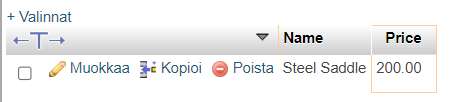 + Valinnat
←T→ Name Price
Muokkaa Kopioi Poista Steel Saddle 200.00